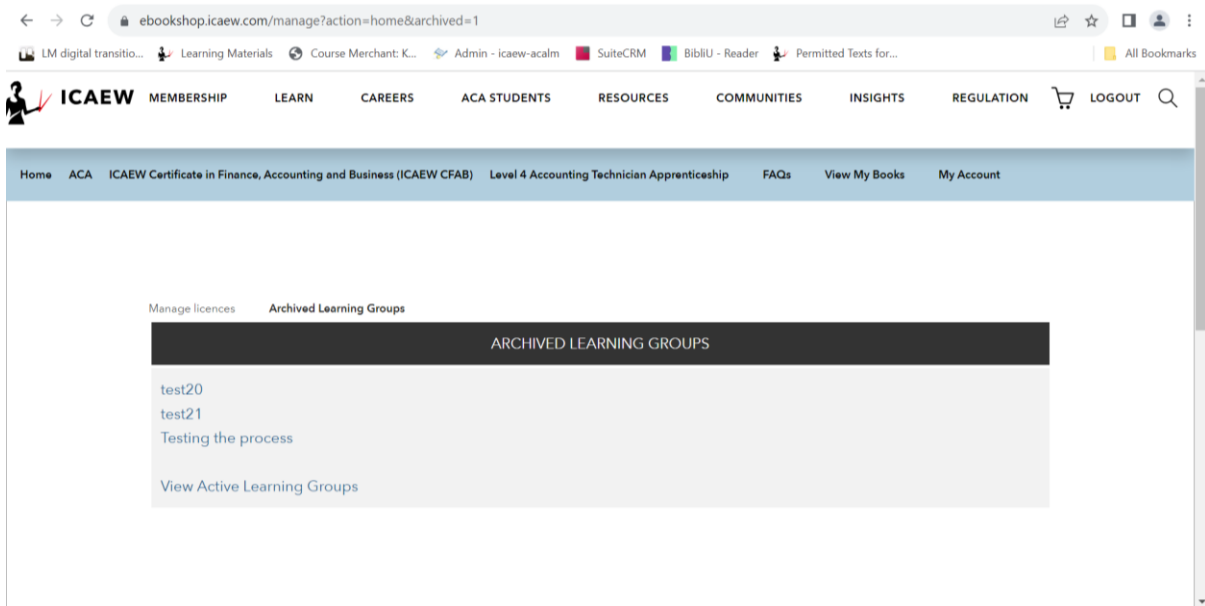 ebookshop.icaew.com/manage?action=home&archived=1
LM digital transitio... Learning Materials Course Merchant: K... Admin - icaew-acalm SuiteCRM BibliU - Reader Permitted Texts for... All Bookmarks
ICAEW MEMBERSHIP LEARN CAREERS ACA STUDENTS RESOURCES COMMUNITIES INSIGHTS REGULATION LOGOUT
Home ACA ICAEW Certificate in Finance, Accounting and Business (ICAEW CFAB) Level 4 Accounting Technician Apprenticeship FAQs View My Books My Account
Manage licences Archived Learning Groups
ARCHIVED LEARNING GROUPS
test20
test21
Testing the process
View Active Learning Groups